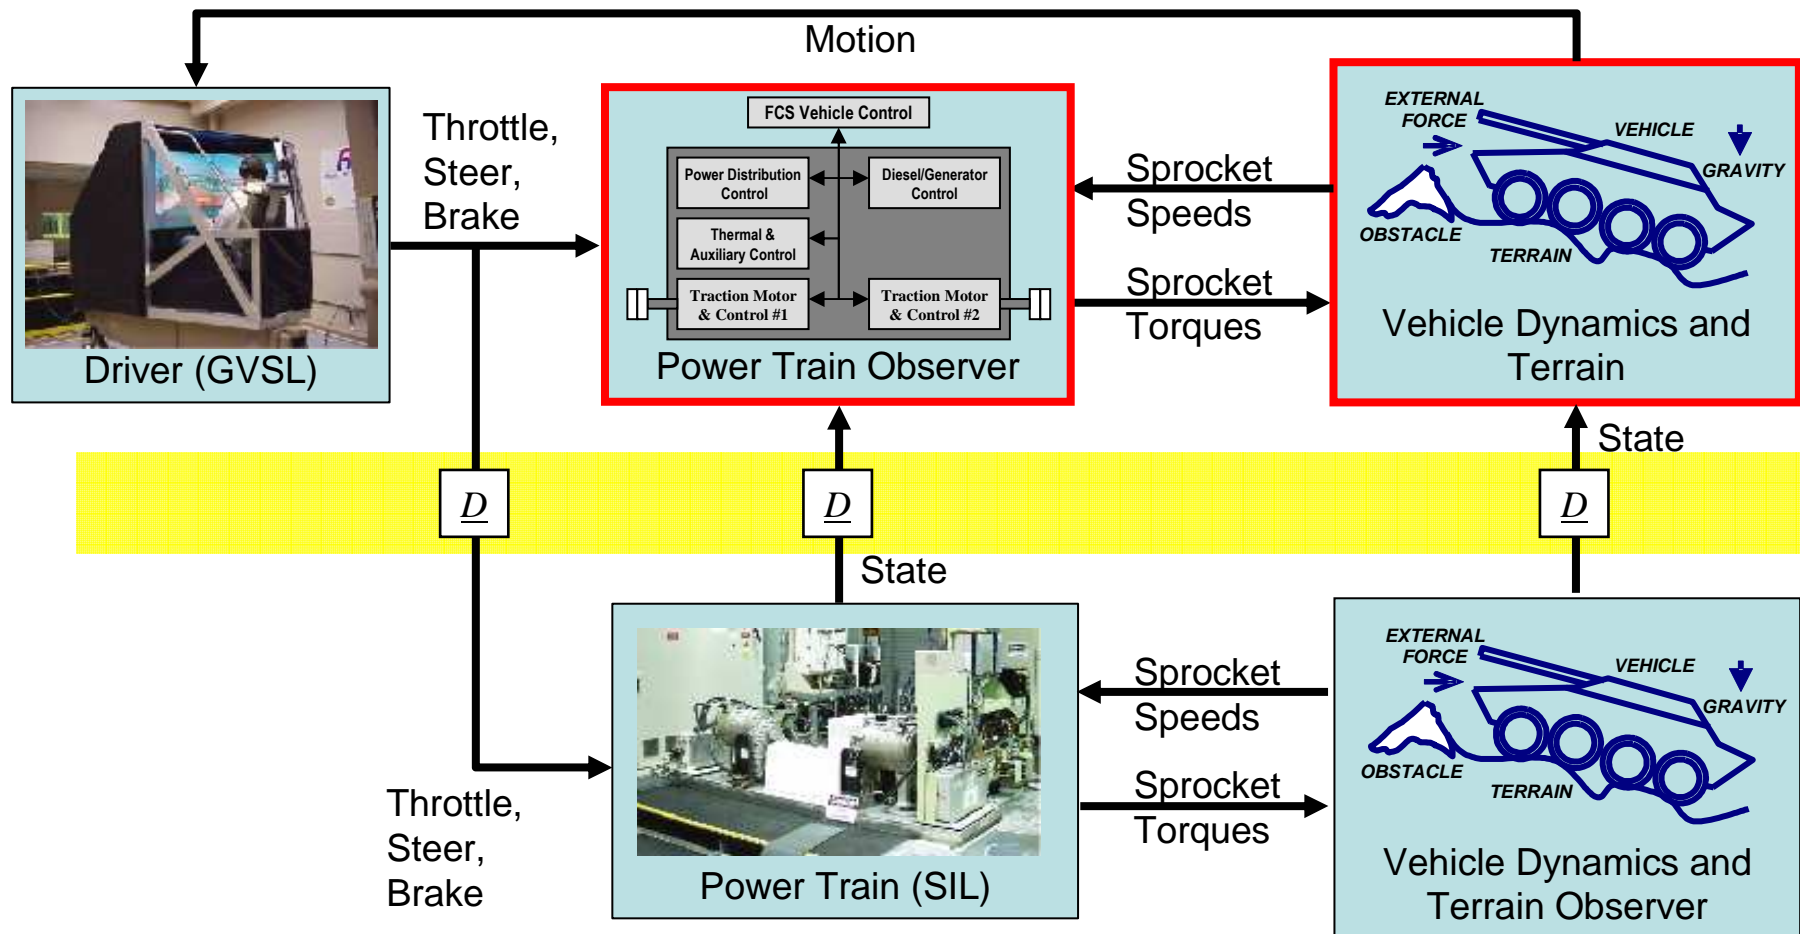 Motion
Throttle,
Steer,
Brake
Driver (GVSL)
FCS Vehicle Control
Power Distribution
Control
Diesel/Generator
Control
Thermal &
Auxiliary Control
Traction Motor
& Control #1
Traction Motor
& Control #2
Power Train Observer
Sprocket
Speeds
Sprocket
Torques
EXTERNAL
FORCE
VEHICLE
GRAVITY
OBSTACLE
TERRAIN
Vehicle Dynamics and
Terrain
State
D
D
D
State
Throttle,
Steer,
Brake
Power Train (SIL)
Sprocket
Speeds
Sprocket
Torques
EXTERNAL
FORCE
VEHICLE
GRAVITY
OBSTACLE
TERRAIN
Vehicle Dynamics and
Terrain Observer